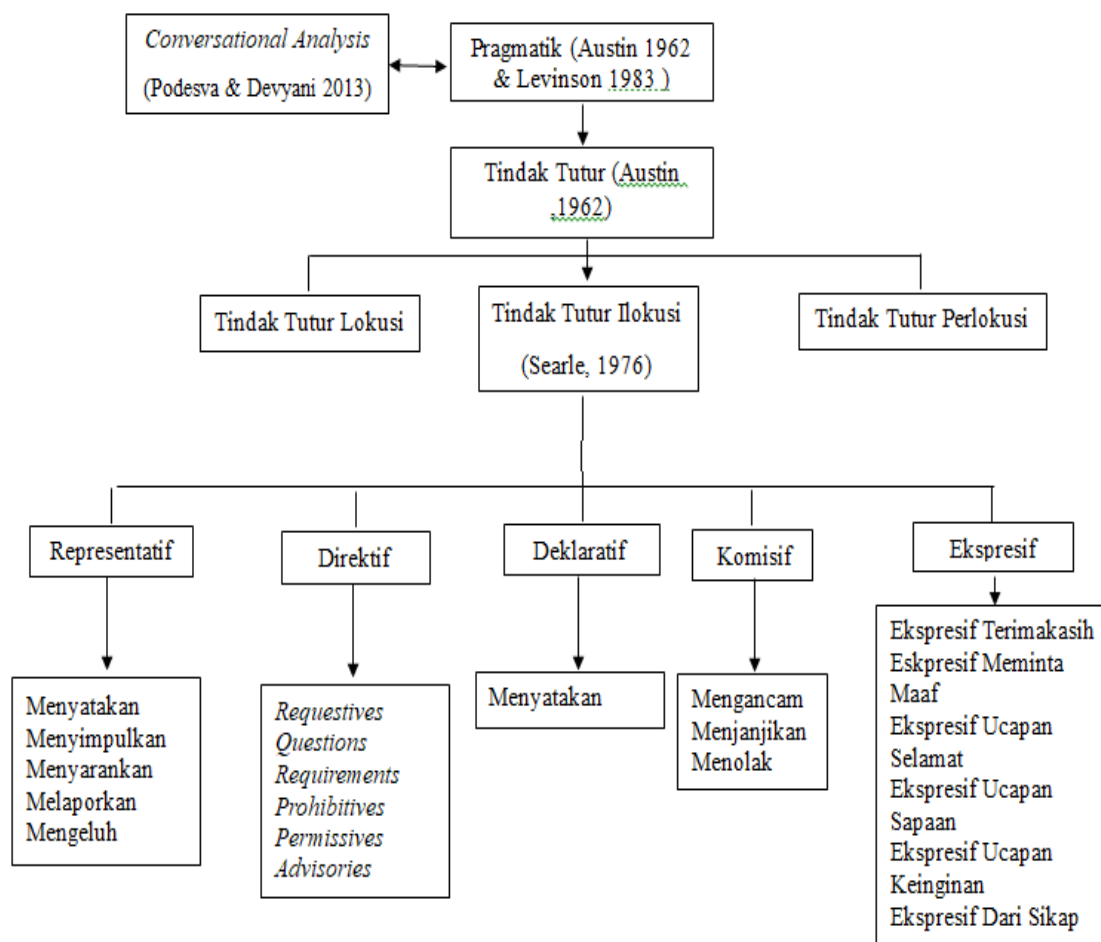 Conversational Analysis
(Podesva & Devyani 2013)
Pragmatik (Austin 1962
& Levinson 1983 )
Tindak Tutur (Austin
,1962)
Tindak Tutur Lokusi
Tindak Tutur Ilokusi
(Searle, 1976)
Tindak Tutur Perlokusi
Representatif
Direktif
Deklaratif
Komisif
Ekspresif
Menyatakan
Menyimpulkan
Menyarankan
Melaporkan
Mengeluh
Requestives
Questions
Requirements
Prohibitives
Permissives
Advisories
Menyatakan
Mengancam
Menjanjikan
Menolak
Ekspresif Terimakasih
Eskpresif Meminta
Maaf
Ekspresif Ucapan
Selamat
Ekspresif Ucapan
Sapaan
Ekspresif Ucapan
Keinginan
Ekspresif Dari Sikap